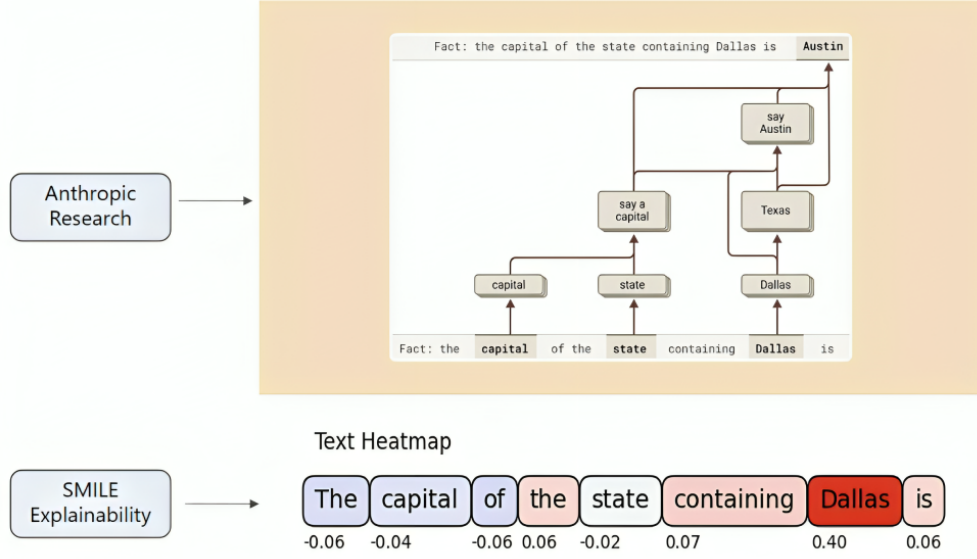 Fact: the capital of the state containing Dallas is Austin
say
Austin
Anthropic
Research
say a
capital
Texas
capital
state
Dallas
Fact: the capital of the state containing Dallas is
Text Heatmap
SMILE
Explainability
The capital of the state containing Dallas is
-0.06 -0.04 -0.06 0.06 -0.02 0.07 0.40 0.06